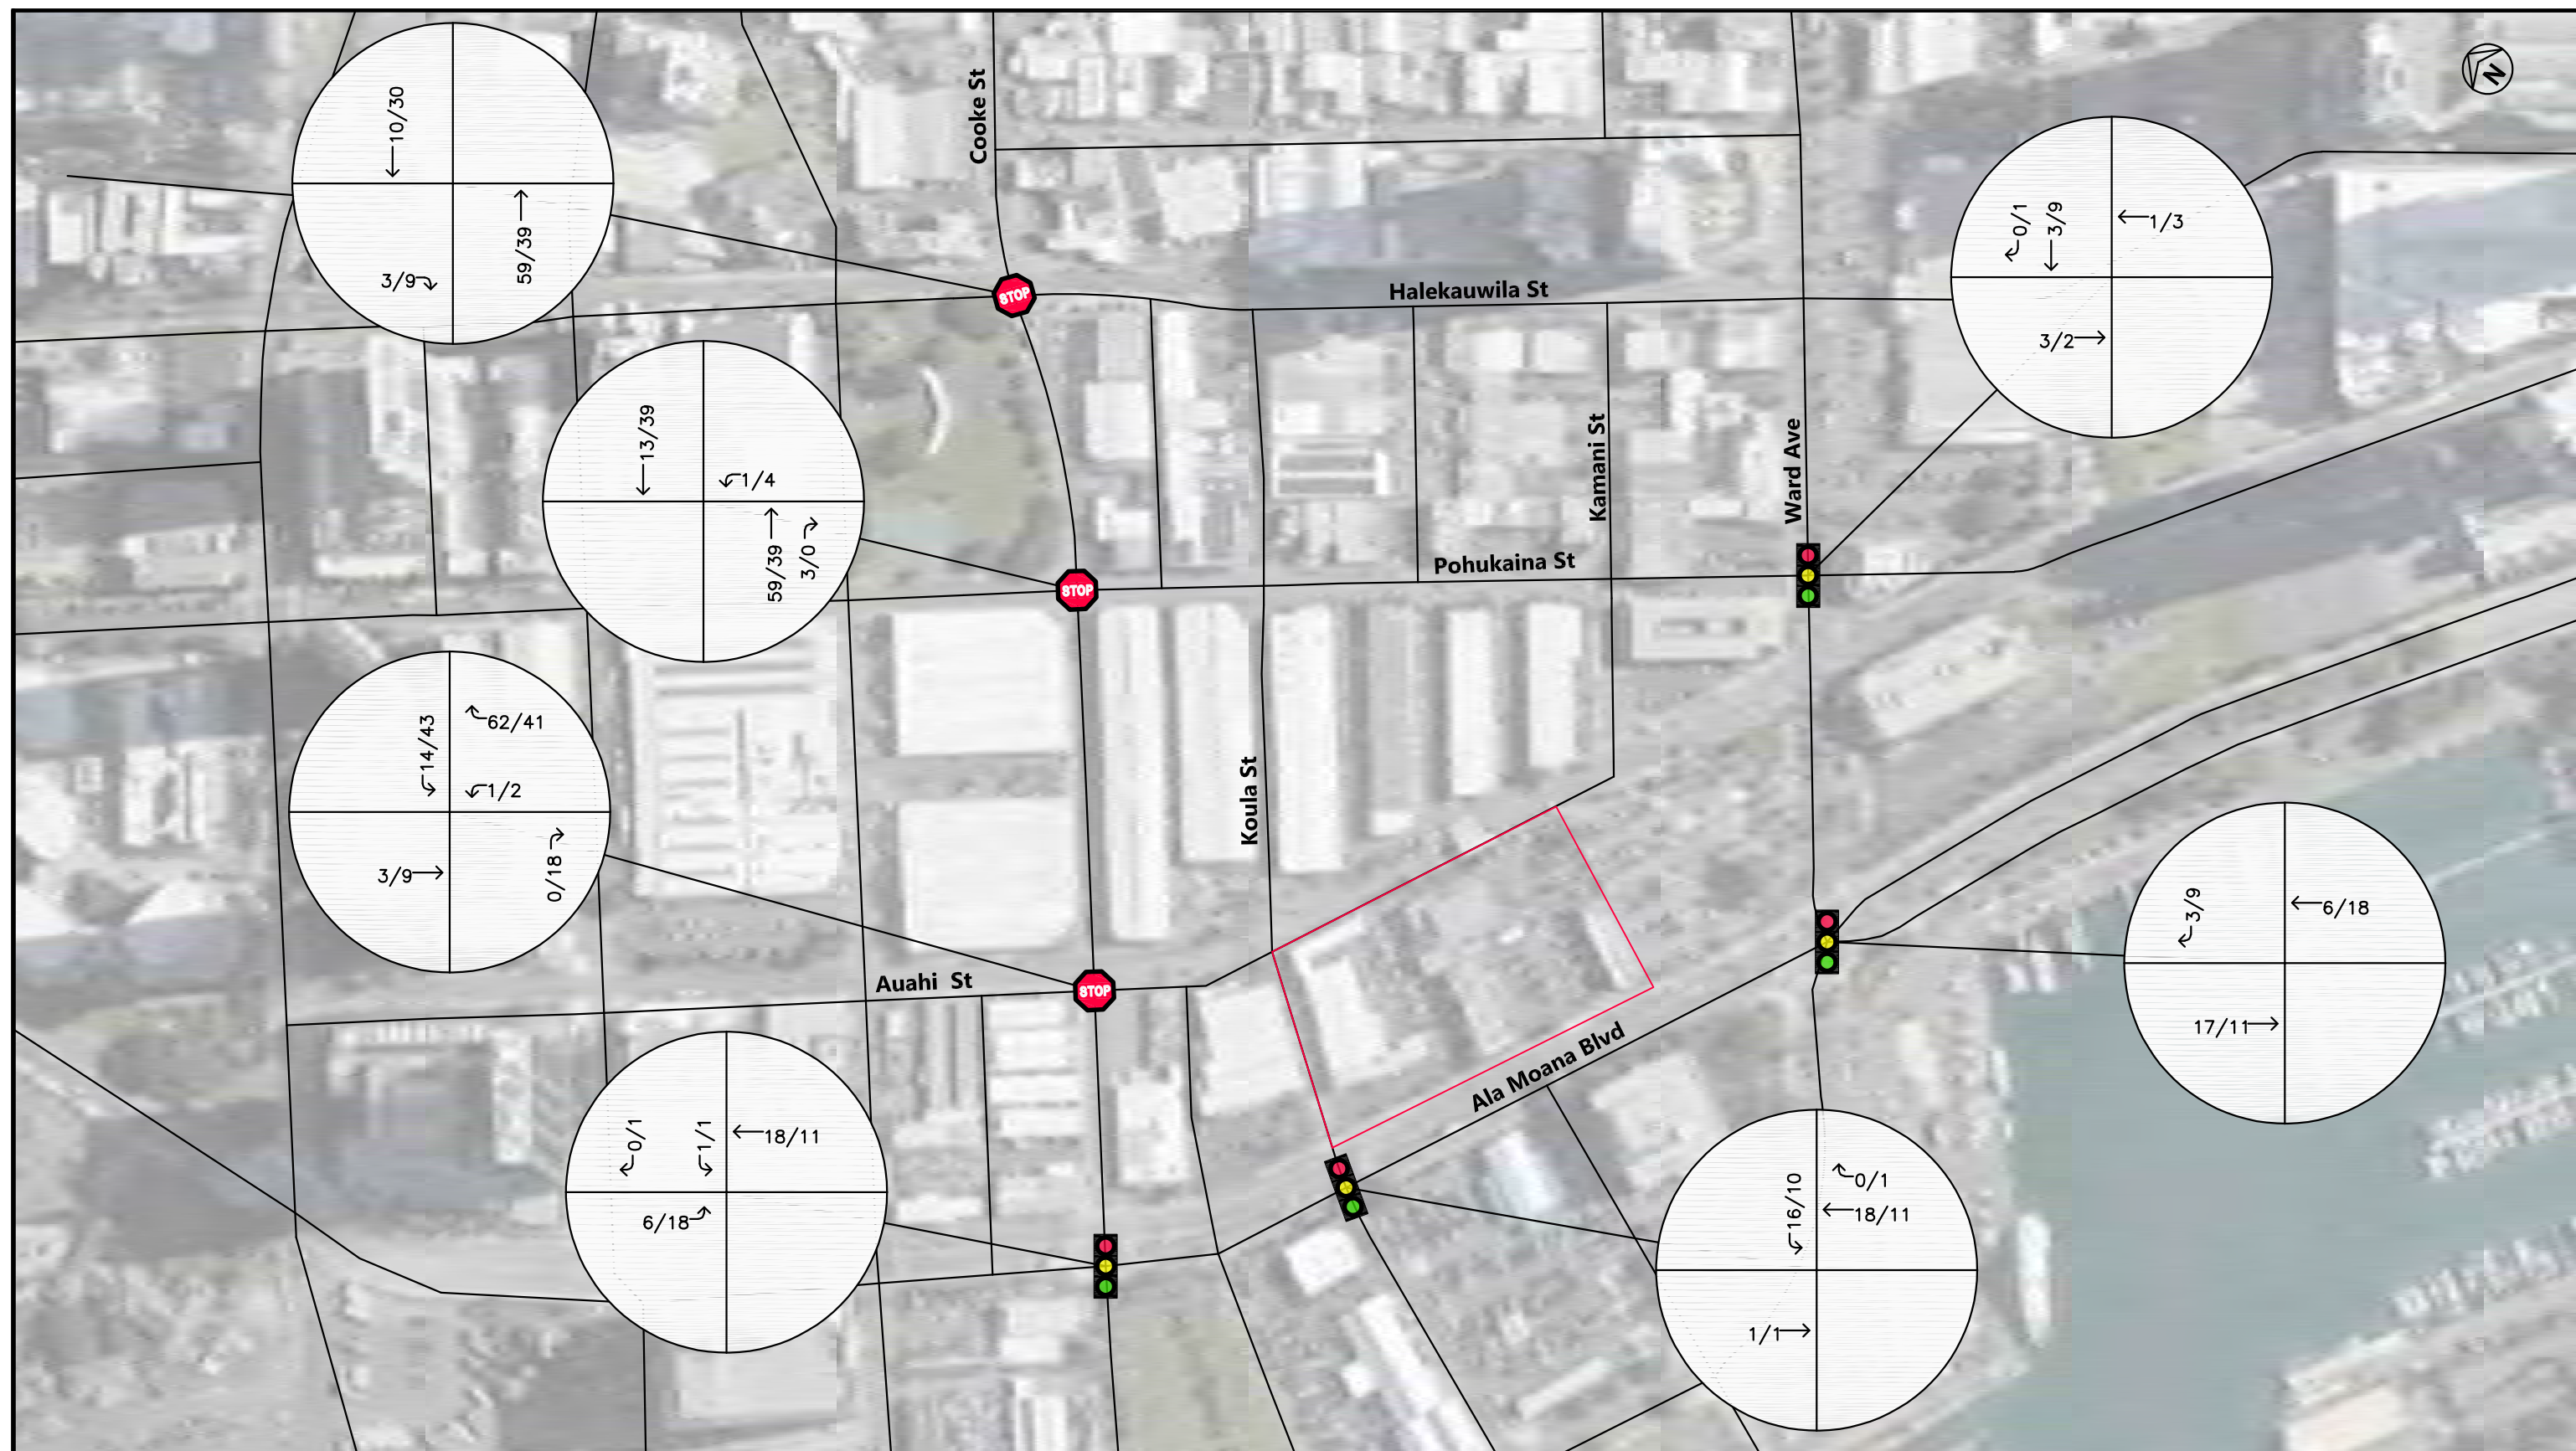 10/30
3/9
59/39
Cooke St
STOP
Halekauwila St
N
0/1
3/9
1/3
3/2
13/39
1/4
59/39
3/0
STOP
Pohukaina St
Kamani St
Ward Ave
14/43
62/41
1/2
3/9
0/18
Koula St
Auahi St
STOP
3/9
6/18
17/11
0/1
1/1
18/11
6/18
Ala Moana Blvd
16/10
0/1
18/11
1/1